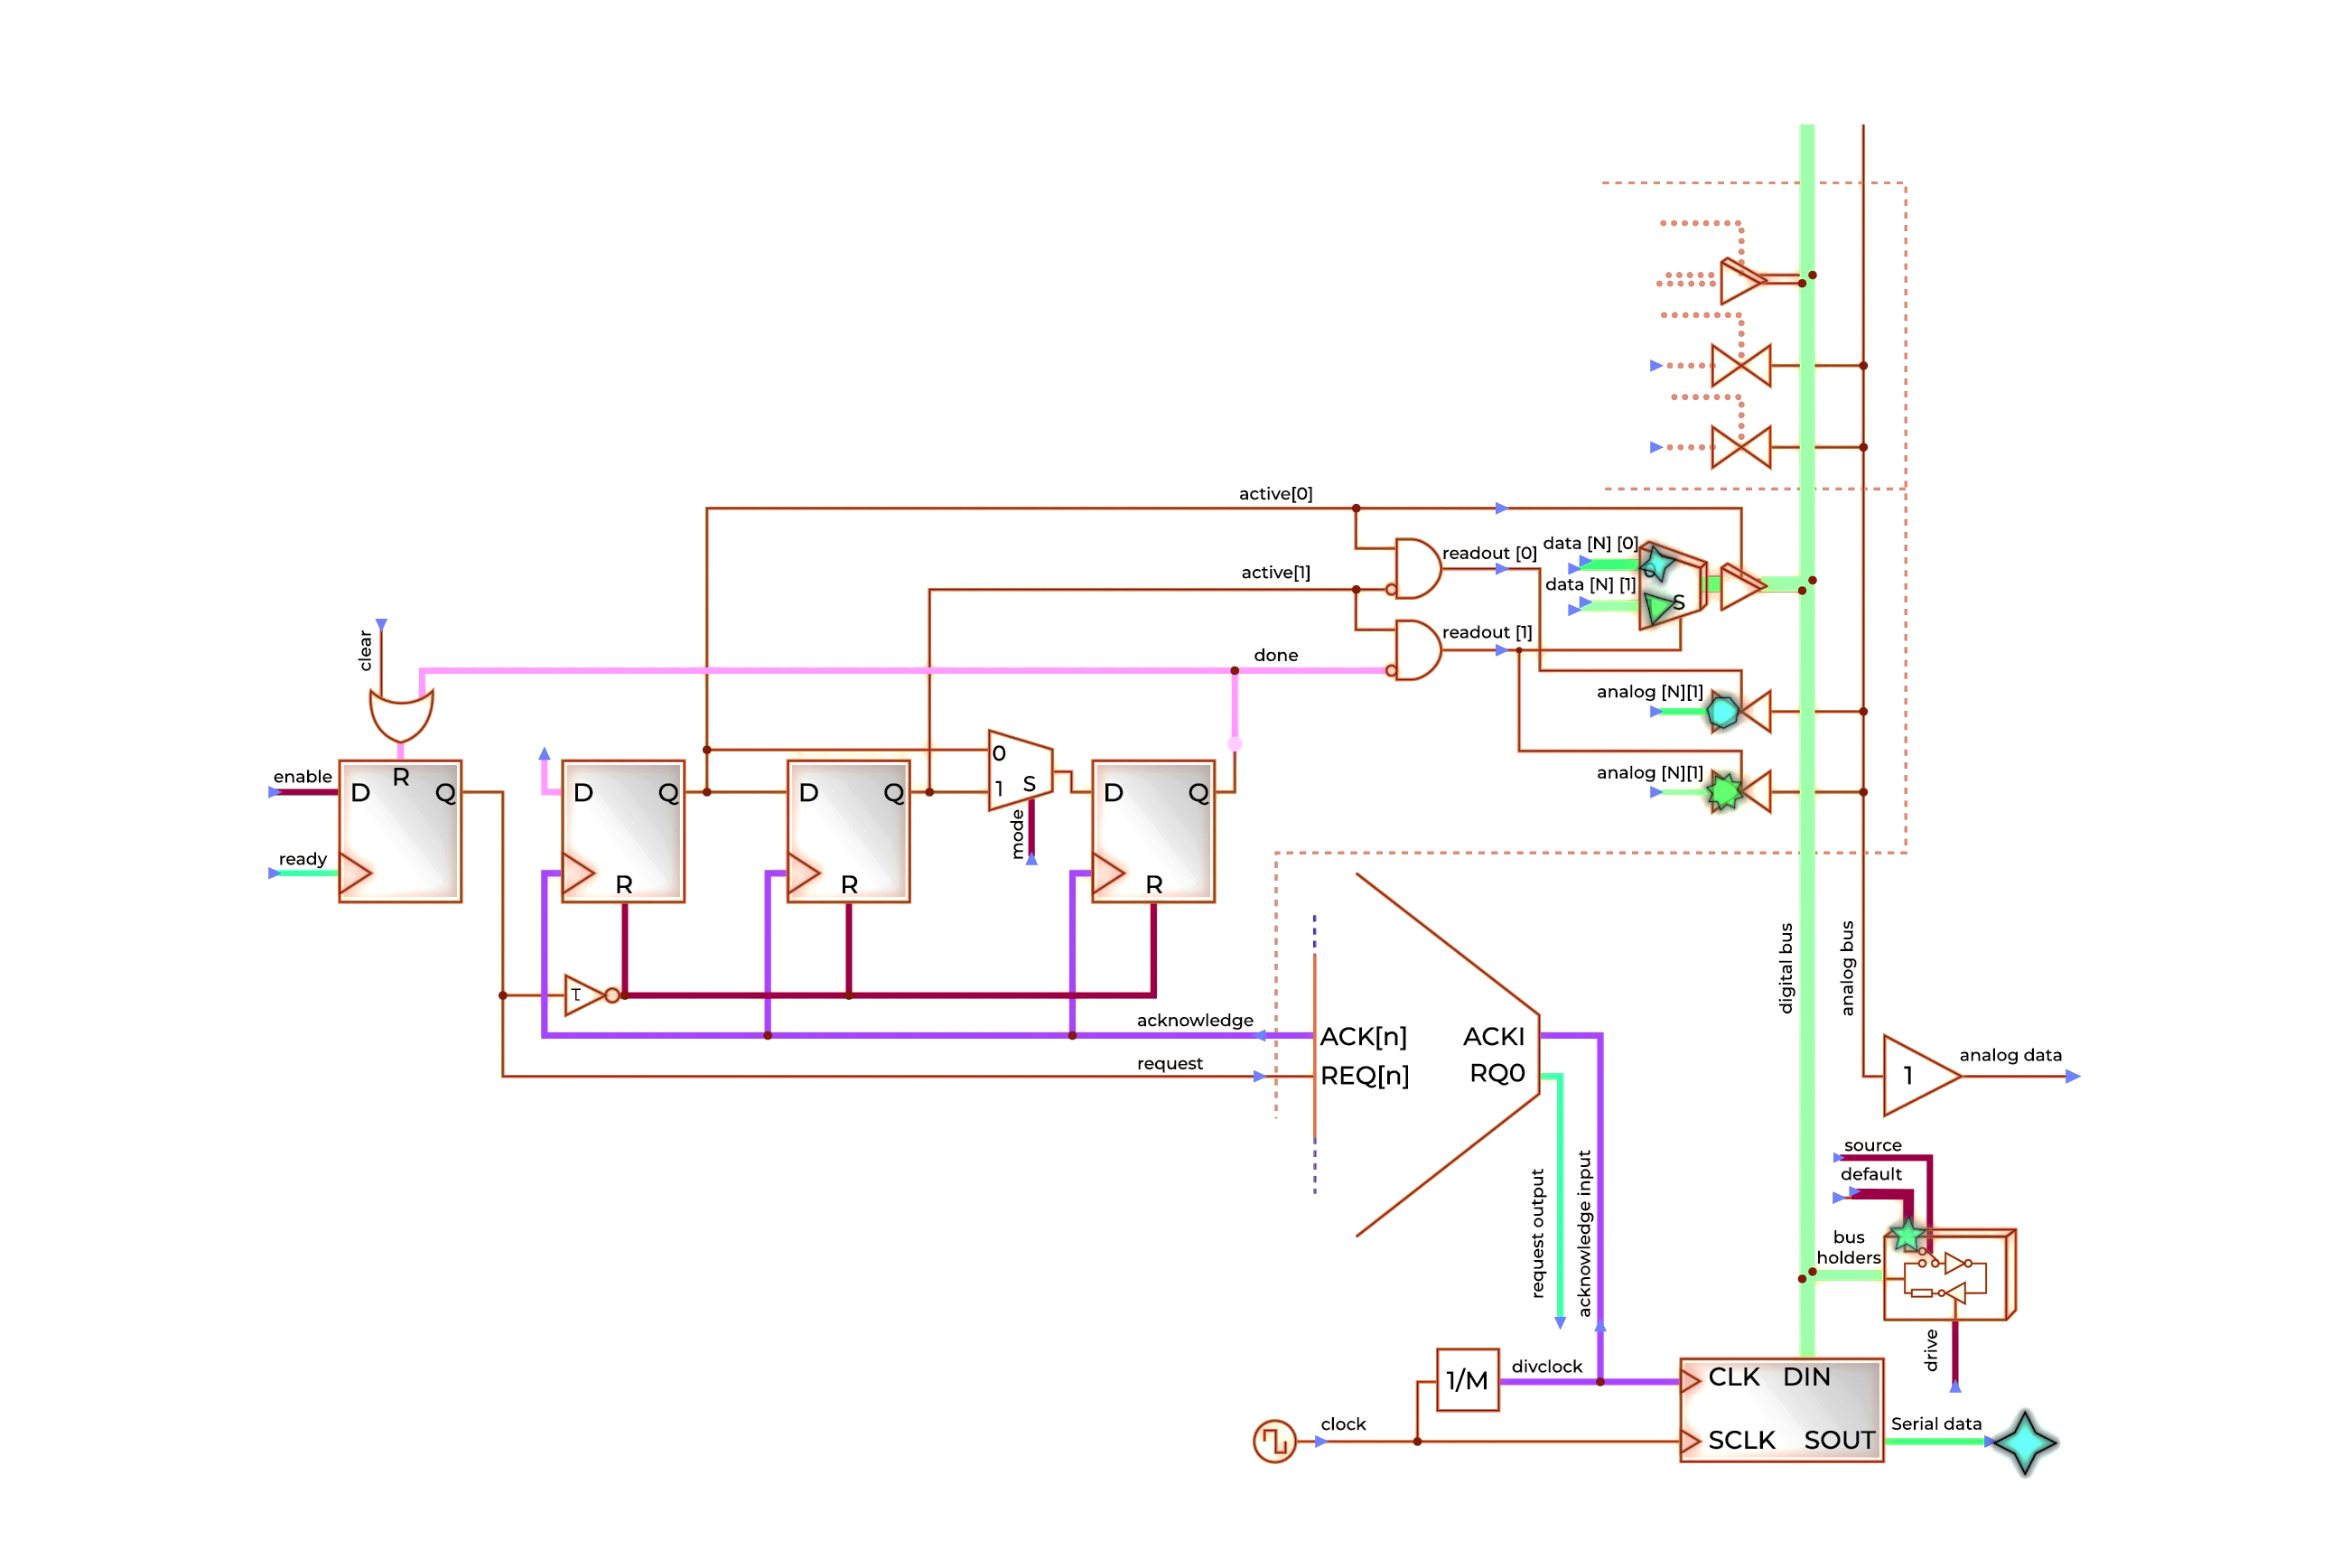 active[0]
readout [0]
data [N] [0]
0
active[1]
data [N] [1]
S
readout [1]
clear
done
analog [N][1]
enable
D
R
Q
D
Q
D
Q
0
1
S
D
Q
analog [N][1]
mode
ready
R
R
R
digital bus
analog bus
τ
acknowledge
ACK[n]
ACKI
request
REQ[n]
RQ0
1
analog data
source
default
request output
acknowledge input
bus
holders
drive
1/M
divclock
CLK
DIN
clock
SCLK
SOUT
Serial data